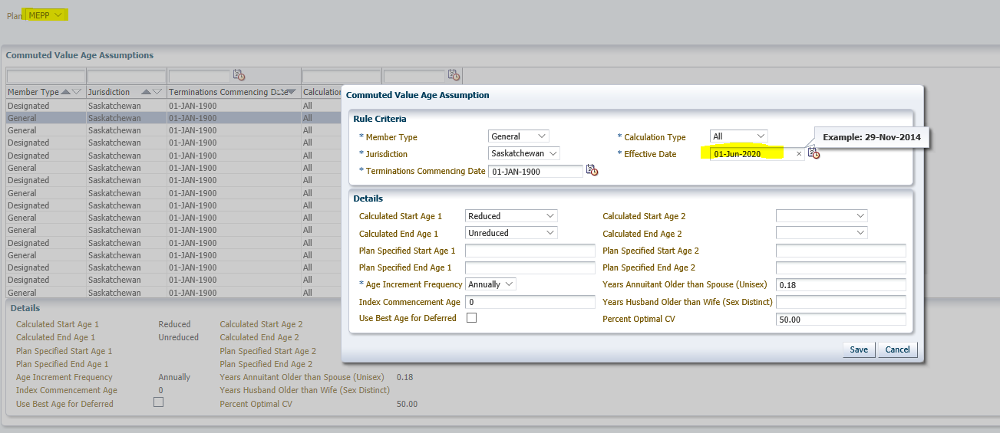 Plan MEPP
Commuted Value Age Assumptions
Member Type Jurisdiction Terminations Commencing Date Calculation
Designated Saskatchewan 01-JAN-1900 All
General Saskatchewan 01-JAN-1900 All
General Saskatchewan 01-JAN-1900 All
Designated Saskatchewan 01-JAN-1900 All
Designated Saskatchewan 01-JAN-1900 All
General Saskatchewan 01-JAN-1900 All
Designated Saskatchewan 01-JAN-1900 All
General Saskatchewan 01-JAN-1900 All
Designated Saskatchewan 01-JAN-1900 All
General Saskatchewan 01-JAN-1900 All
General Saskatchewan 01-JAN-1900 All
Designated Saskatchewan 01-JAN-1900 All
General Saskatchewan 01-JAN-1900 All
Designated Saskatchewan 01-JAN-1900 All
Designated Saskatchewan 01-JAN-1900 All
General Saskatchewan 01-JAN-1900 All
Details
Calculated Start Age 1 Reduced Calculated Start Age 2
Calculated End Age 1 Unreduced Calculated End Age 2
Plan Specified Start Age 1 Plan Specified Start Age 2
Plan Specified End Age 1 Plan Specified End Age 2
Age Increment Frequency Annually Years Annuitant Older than Spouse (Unisex) 0.18
Index Commencement Age 0 Years Husband Older than Wife (Sex Distinct)
Use Best Age for Deferred Percent Optimal CV 50.00
Commuted Value Age Assumption
Rule Criteria
* Member Type General * Calculation Type All
Example: 29-Nov-2014
* Jurisdiction Saskatchewan * Effective Date 01-Jun-2020 ×
* Terminations Commencing Date 01-JAN-1900
Details
Calculated Start Age 1 Reduced Calculated Start Age 2
Calculated End Age 1 Unreduced Calculated End Age 2
Plan Specified Start Age 1 Plan Specified Start Age 2
Plan Specified End Age 1 Plan Specified End Age 2
* Age Increment Frequency Annually Years Annuitant Older than Spouse (Unisex) 0.18
Index Commencement Age 0 Years Husband Older than Wife (Sex Distinct)
Use Best Age for Deferred Percent Optimal CV 50.00
Save Cancel